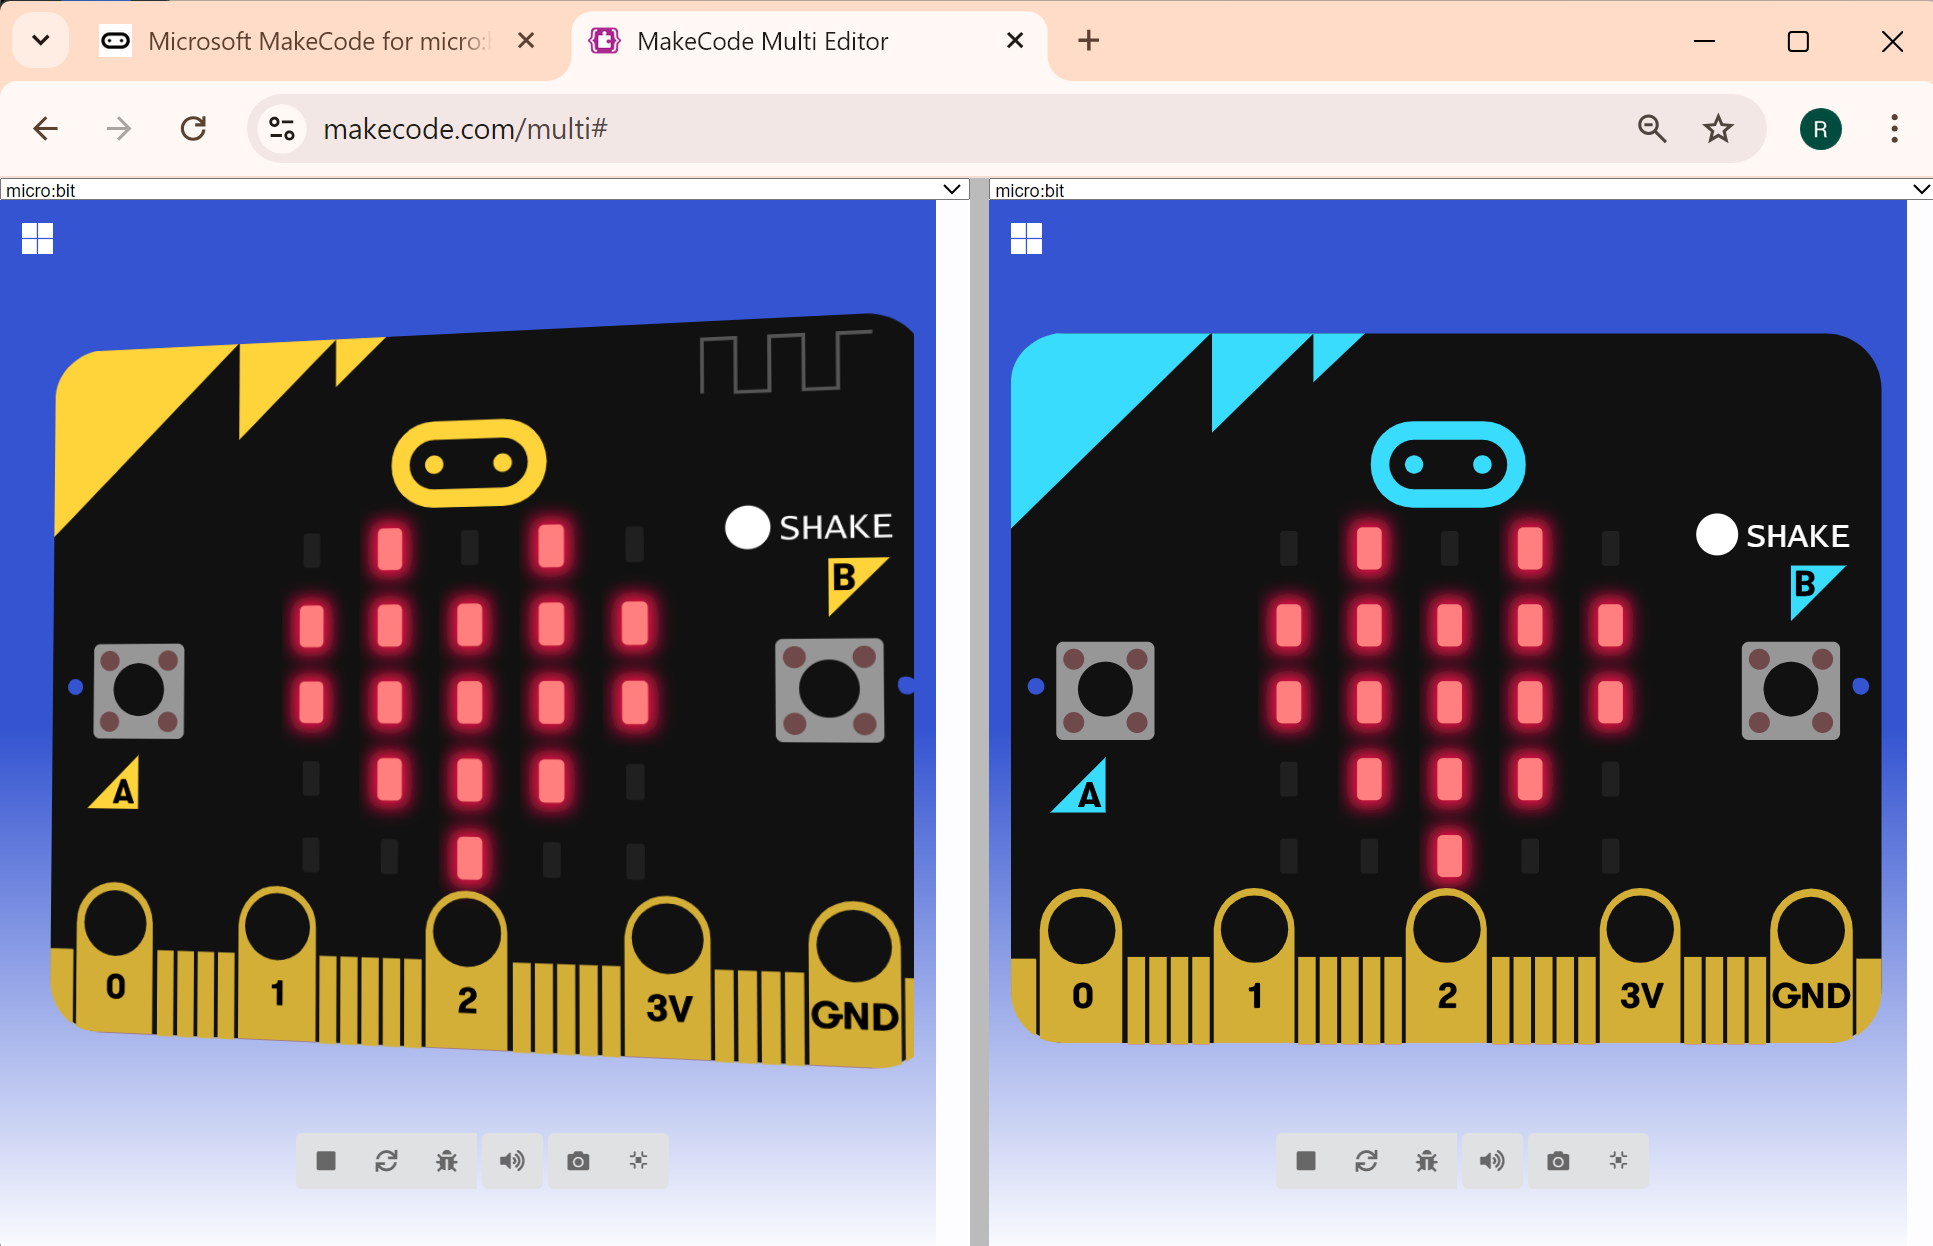 Microsoft MakeCode for micro:
MakeCode Multi Editor
makecode.com/multi#
R
micro:bit
SHAKE
B
A
0
1
2
3V
GND
micro:bit
SHAKE
B
A
0
1
2
3V
GND